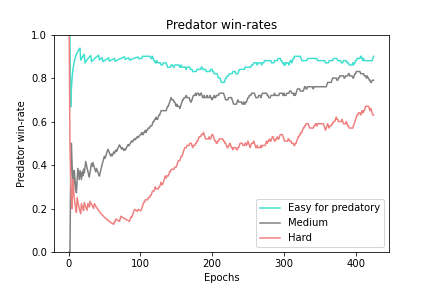 Predator win-rates
Predator win-rate
1.0
0.8
0.6
0.4
0.2
0.0
Easy for predatory
Medium
Hard
0
100
200
300
400
Epochs